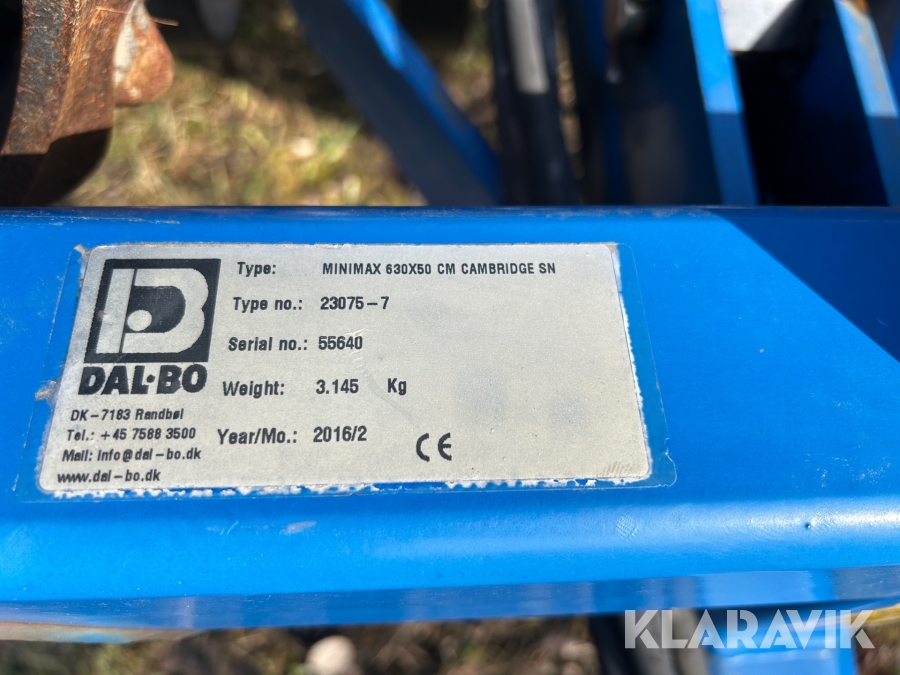 Type: MINIMAX 630X50 CM CAMBRIDGE SN
Type no.: 23075-7
Serial no.: 55640
Weight: 3.145 Kg
Year/Mo.: 2016/2
CE
DAL·BO
DK-7183 Randbøl
Tel.: +45 7588 3500
Mail: info@dal-bo.dk
www.dal-bo.dk
KLARAVIK